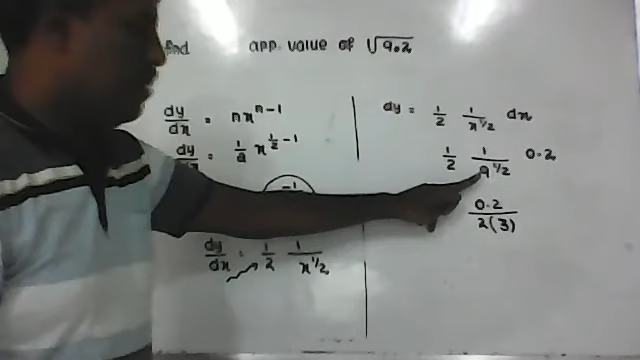 find app value of √9.2
dy/dx = nx^n-1
dy/dx = 1/2 x^1/2-1
-1
dy/dx = 1/2 1/x^1/2
dy = 1/2 1/x^1/2 dx
1/2 1/9^1/2 0.2
0.2/2(3)